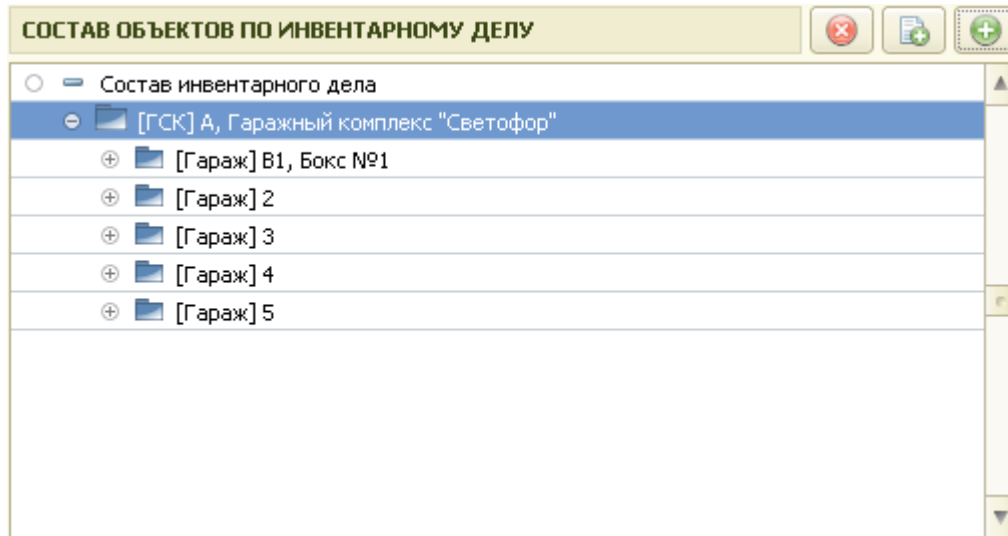 СОСТАВ ОБЪЕКТОВ ПО ИНВЕНТАРНОМУ ДЕЛУ
Состав инвентарного дела
[ГСК] А, Гаражный комплекс "Светофор"
[Гараж] В1, Бокс №1
[Гараж] 2
[Гараж] 3
[Гараж] 4
[Гараж] 5